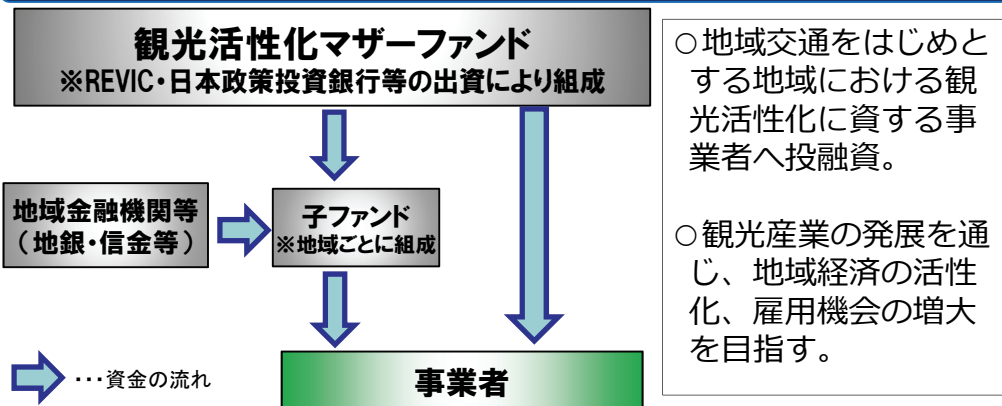 観光活性化マザーファンド
※REVIC・日本政策投資銀行等の出資により組成
地域金融機関等
（地銀・信金等）
子ファンド
※地域ごとに組成
事業者
･･･資金の流れ
○地域交通をはじめと
する地域における観
光活性化に資する事
業者へ投融資。
○観光産業の発展を通
じ、地域経済の活性
化、雇用機会の増大
を目指す。